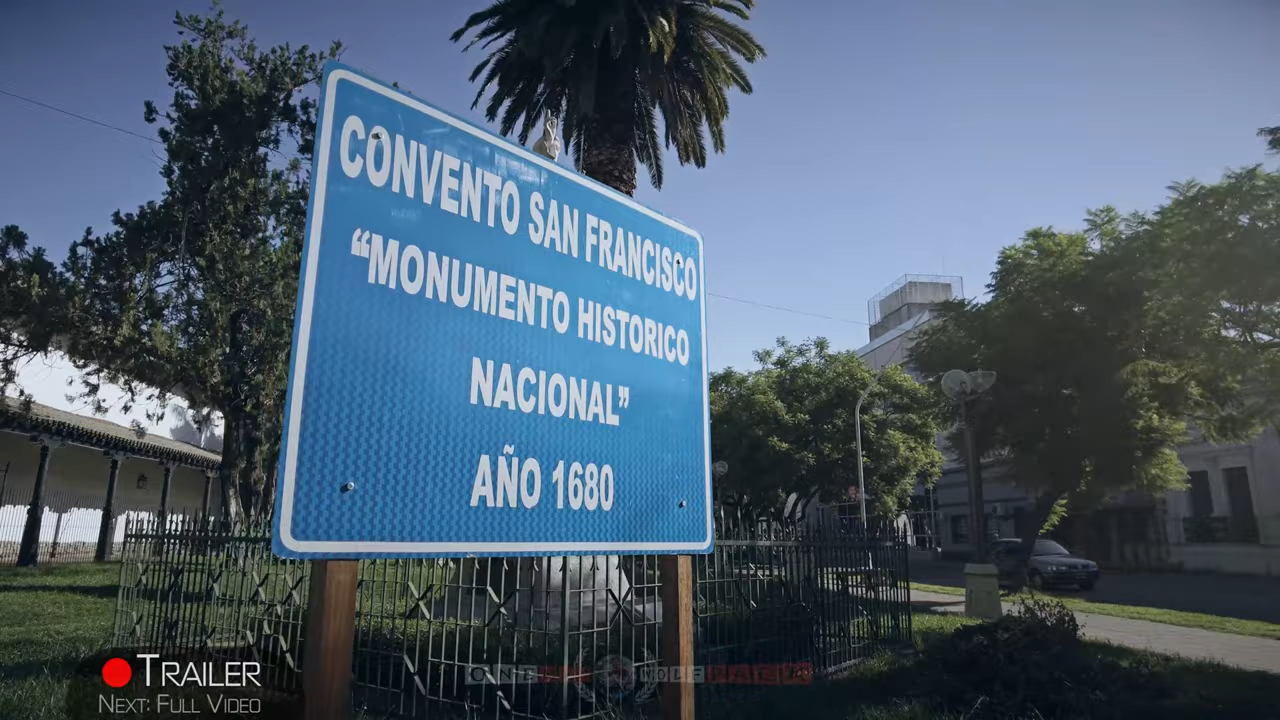 CONVENTO SAN FRANCISCO
“MONUMENTO HISTORICO
NACIONAL”
AÑO 1680
TRAILER
NEXT: FULL VIDEO